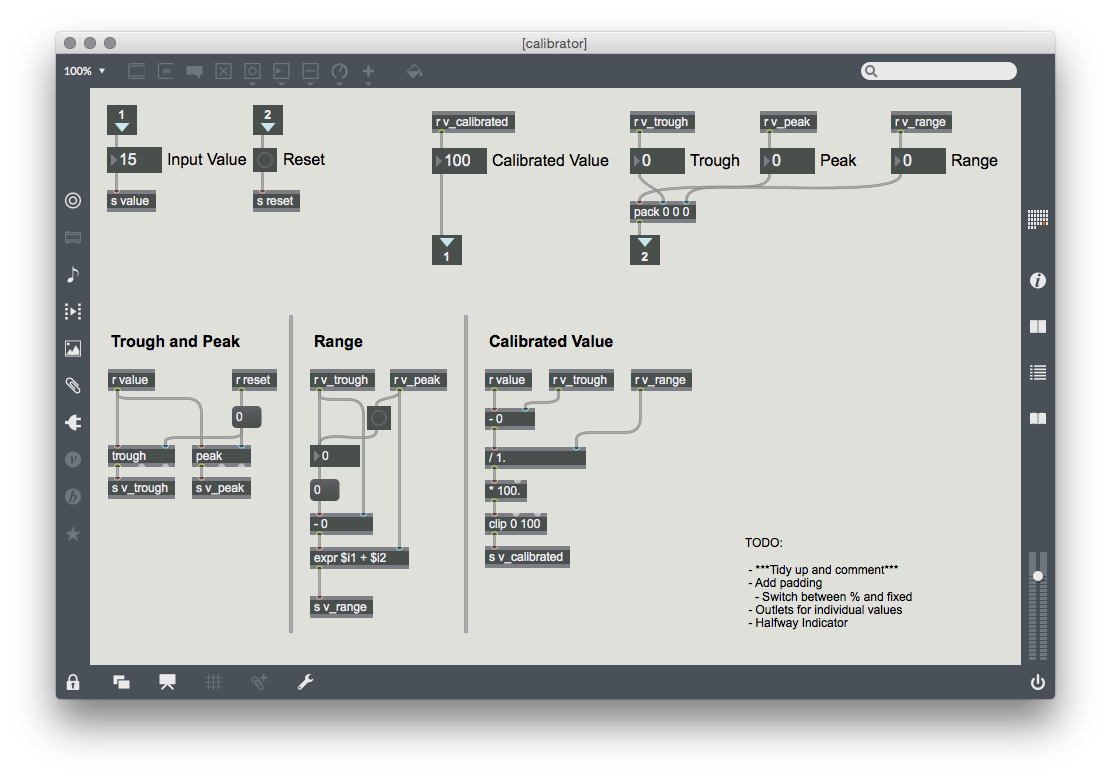 [calibrator]
100%
1
2
r v_calibrated
r v_trough
r v_peak
r v_range
15 Input Value
Reset
100 Calibrated Value
0 Trough
0 Peak
0 Range
s value
s reset
pack 0 0 0
1
2
Trough and Peak
r value
r reset
0
trough
peak
s v_trough
s v_peak
Range
r v_trough
r v_peak
0
0
- 0
expr $i1 + $i2
s v_range
Calibrated Value
r value
r v_trough
r v_range
- 0
/ 1.
* 100.
clip 0 100
s v_calibrated
TODO:
- ***Tidy up and comment***
- Add padding
- Switch between % and fixed
- Outlets for individual values
- Halfway Indicator